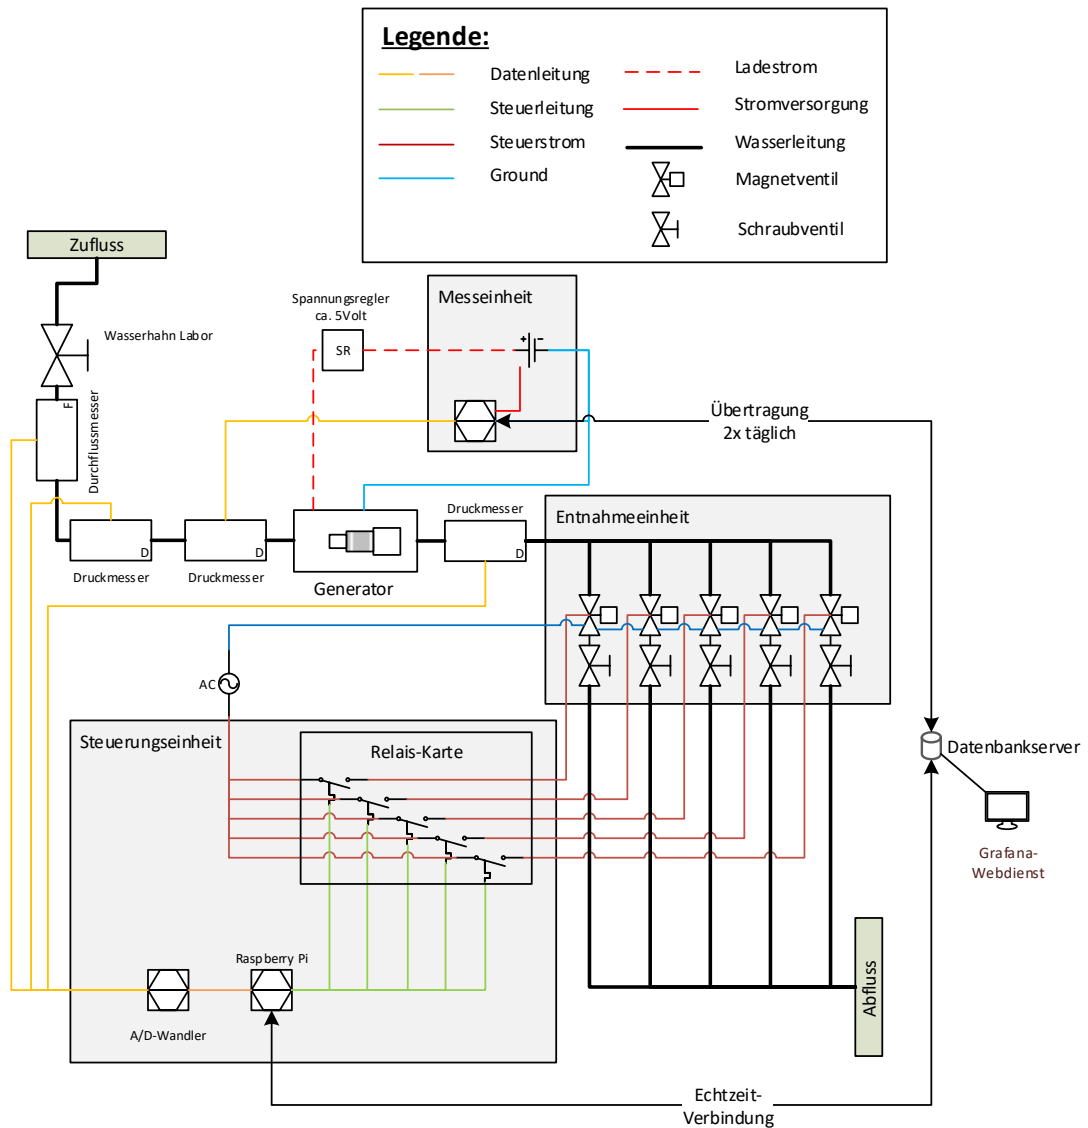 Legende:
Datenleitung
Ladestrom
Steuerleitung
Stromversorgung
Steuerstrom
Wasserleitung
Ground
Magnetventil
Schraubventil
Zufluss
Wasserhahn Labor
Spannungsregler
ca. 5Volt
SR
Messeinheit
+
-
F
Durchflussmesser
Übertragung
2x täglich
D
Druckmesser
D
Druckmesser
Generator
Druckmesser
D
Entnahmeeinheit
AC
Steuerungseinheit
Relais-Karte
Datenbankserver
Grafana-
Webdienst
Raspberry Pi
A/D-Wandler
Abfluss
Echtzeit-
Verbindung